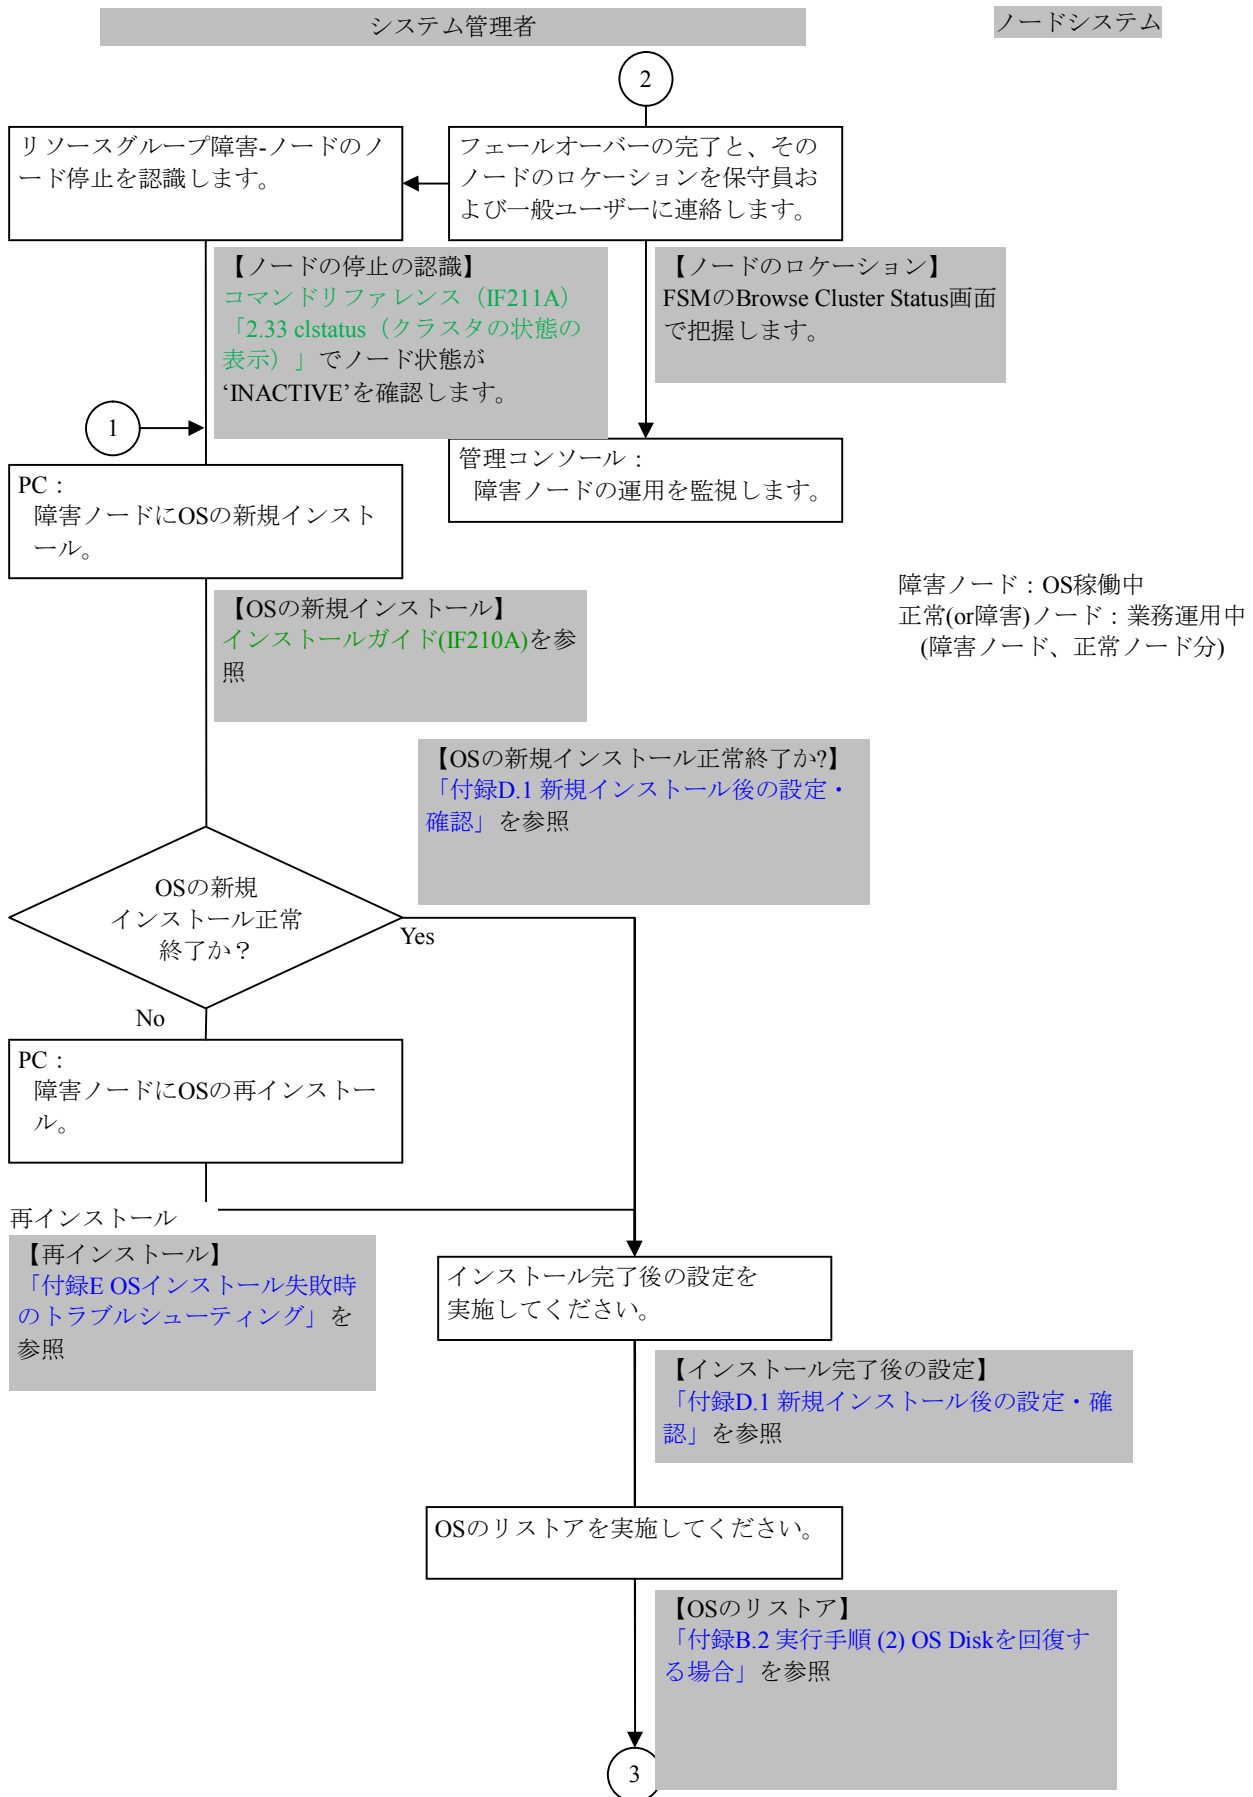 システム管理者
ノードシステム
2
リソースグループ障害-ノードのノ
ード停止を認識します。
フェールオーバーの完了と、その
ノードのロケーションを保守員お
よび一般ユーザーに連絡します。
【ノードの停止の認識】
コマンドリファレンス（IF211A）
「2.33 clstatus（クラスタの状態の
表示）」でノード状態が
‘INACTIVE’を確認します。
【ノードのロケーション】
FSMのBrowse Cluster Status画面
で把握します。
1
管理コンソール：
障害ノードの運用を監視します。
PC：
障害ノードにOSの新規インスト
ール。
障害ノード：OS稼働中
正常(or障害)ノード：業務運用中
(障害ノード、正常ノード分)
【OSの新規インストール】
インストールガイド(IF210A)を参
照
【OSの新規インストール正常終了か?】
「付録D.1 新規インストール後の設定・
確認」を参照
OSの新規
インストール正常
終了か？
Yes
No
PC：
障害ノードにOSの再インストー
ル。
再インストール
【再インストール】
「付録E OSインストール失敗時
のトラブルシューティング」を
参照
インストール完了後の設定を
実施してください。
【インストール完了後の設定】
「付録D.1 新規インストール後の設定・確
認」を参照
OSのリストアを実施してください。
【OSのリストア】
「付録B.2 実行手順 (2) OS Diskを回復す
る場合」を参照
3